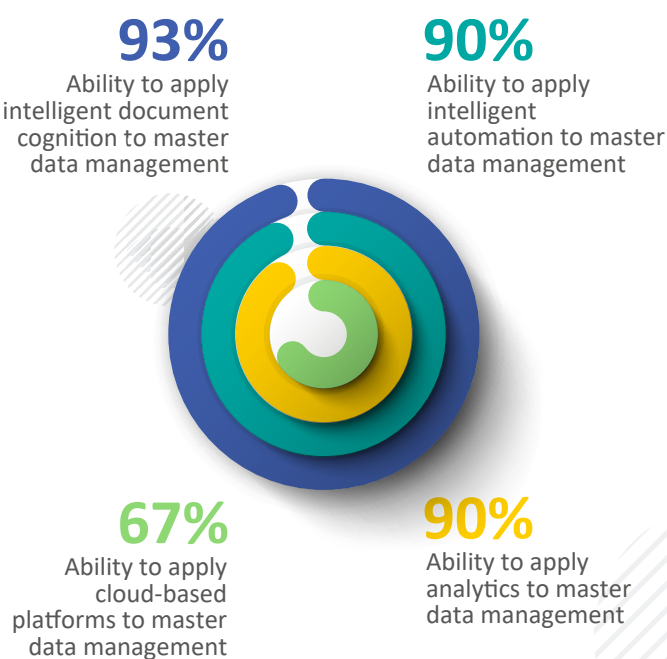 93%
Ability to apply
intelligent document
cognition to master
data management
90%
Ability to apply
intelligent
automation to master
data management
67%
Ability to apply
cloud-based
platforms to master
data management
90%
Ability to apply
analytics to master
data management